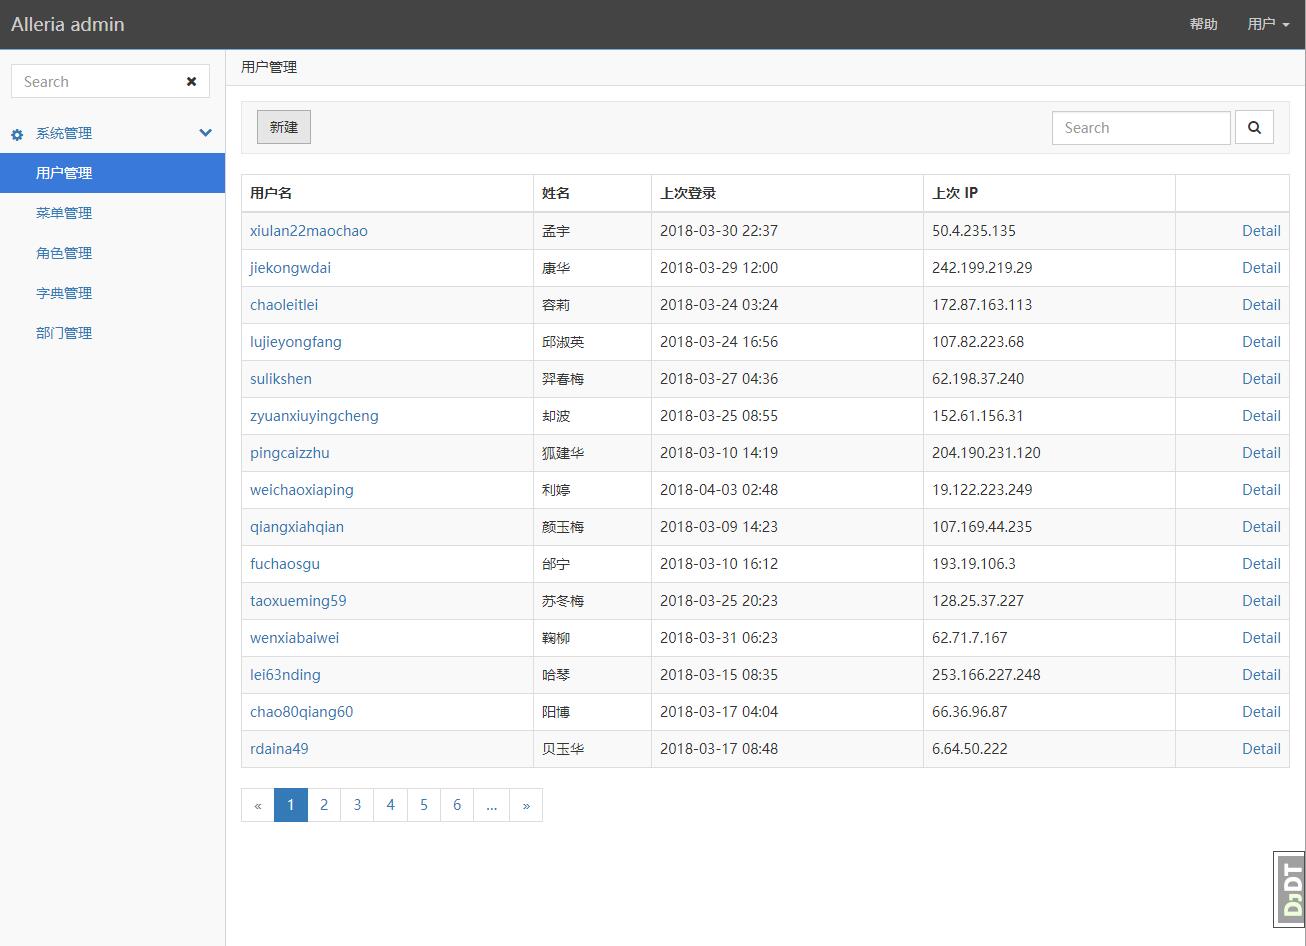 Alleria admin
帮助
用户
Search
用户管理
系统管理
用户管理
菜单管理
角色管理
字典管理
部门管理
新建
Search
用户名 姓名 上次登录 上次 IP
xiulan22maochao 孟宇 2018-03-30 22:37 50.4.235.135 Detail
jiekongwdai 康华 2018-03-29 12:00 242.199.219.29 Detail
chaoleitlei 容莉 2018-03-24 03:24 172.87.163.113 Detail
lujieyongfang 邱淑英 2018-03-24 16:56 107.82.223.68 Detail
sulikshen 羿春梅 2018-03-27 04:36 62.198.37.240 Detail
zyuanxiuyingcheng 却波 2018-03-25 08:55 152.61.156.31 Detail
pingcaizzhu 狐建华 2018-03-10 14:19 204.190.231.120 Detail
weichaoxiaping 利婷 2018-04-03 02:48 19.122.223.249 Detail
qiangxiahqian 颜玉梅 2018-03-09 14:23 107.169.44.235 Detail
fuchaosgu 邰宁 2018-03-10 16:12 193.19.106.3 Detail
taoxueming59 苏冬梅 2018-03-25 20:23 128.25.37.227 Detail
wenxiabaiwei 鞠柳 2018-03-31 06:23 62.71.7.167 Detail
lei63nding 哈琴 2018-03-15 08:35 253.166.227.248 Detail
chao80qiang60 阳博 2018-03-17 04:04 66.36.96.87 Detail
rdaina49 贝玉华 2018-03-17 08:48 6.64.50.222 Detail
« 1 2 3 4 5 6 ... »
DjDT